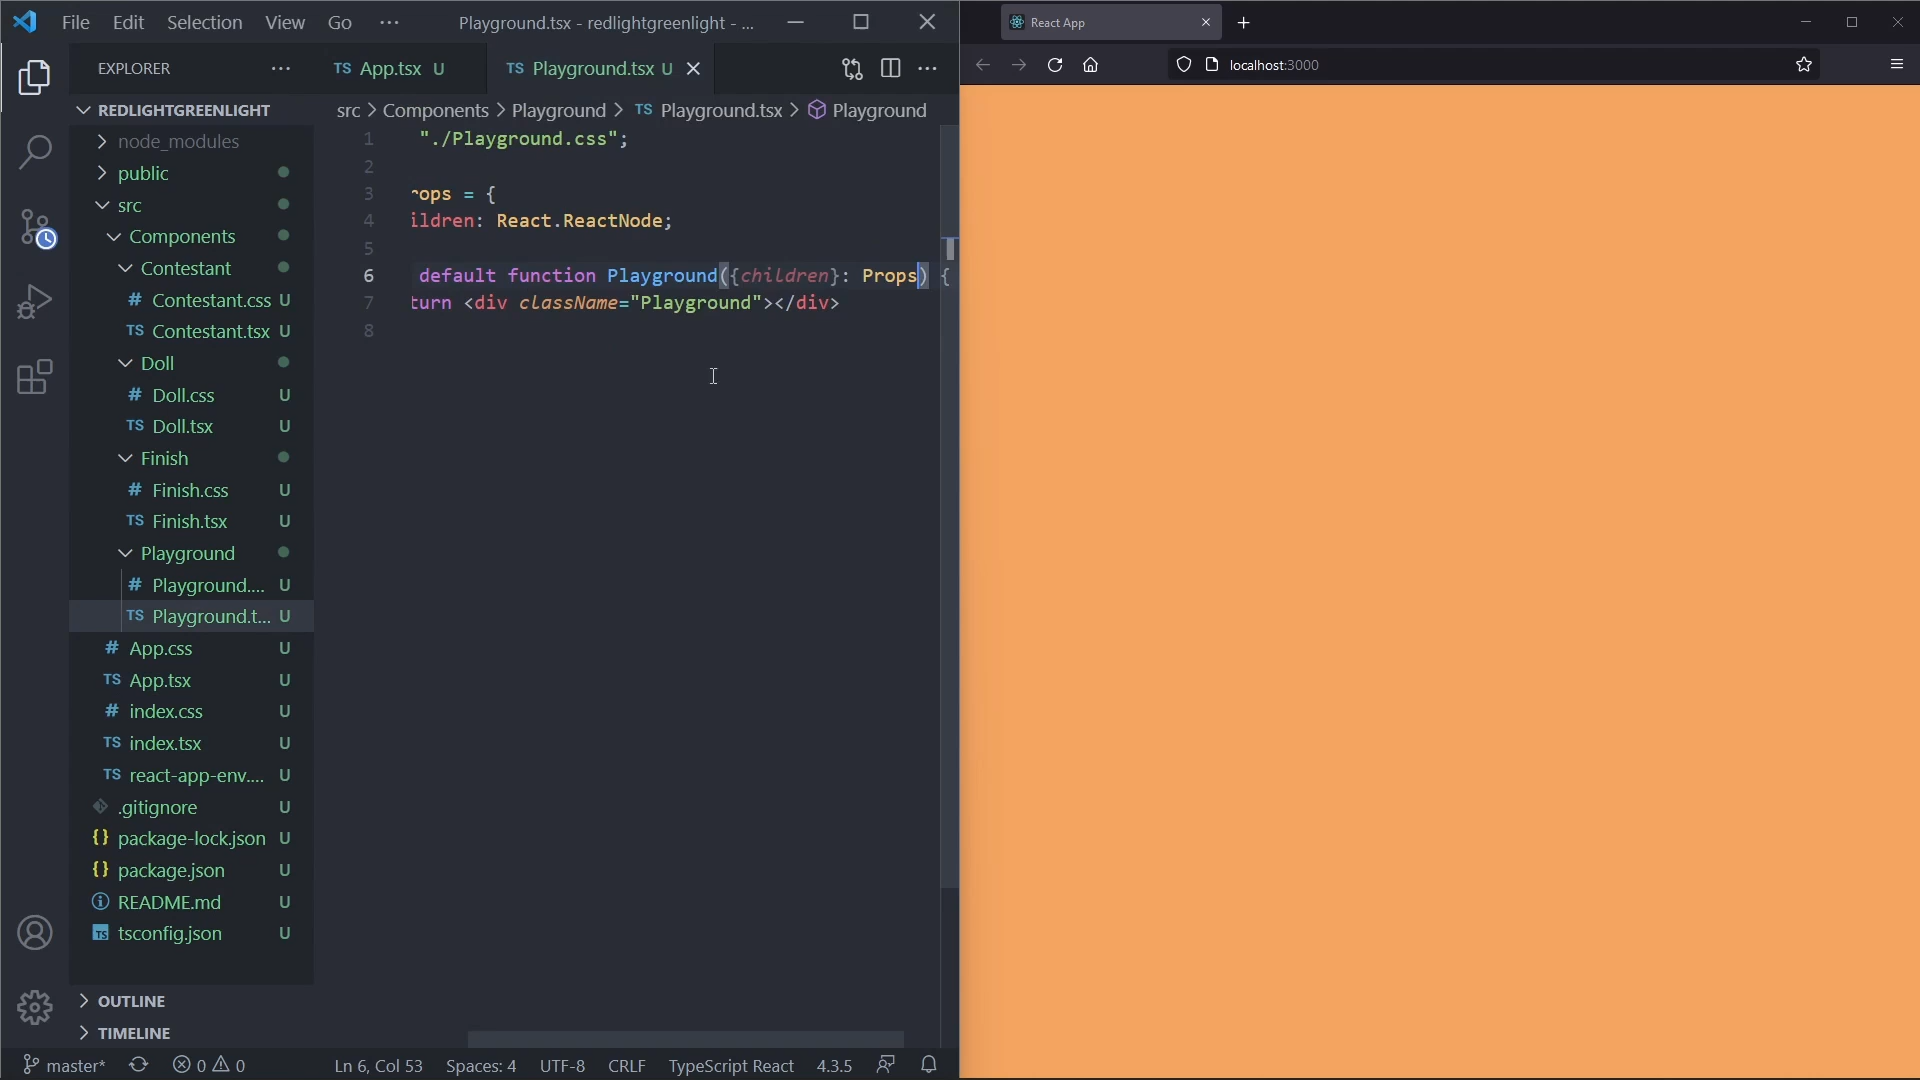 File Edit Selection View Go ··· Playground.tsx - redlightgreenlight - ...
React App
EXPLORER ···
TS App.tsx U
TS Playground.tsx U
localhost:3000
REDLIGHTGREENLIGHT
src > Components > Playground > TS Playground.tsx > Playground
node_modules
public
src
Components
Contestant
# Contestant.css U
TS Contestant.tsx U
Doll
# Doll.css U
TS Doll.tsx U
Finish
# Finish.css U
TS Finish.tsx U
Playground
# Playground.... U
TS Playground.t... U
# App.css U
TS App.tsx U
# index.css U
TS index.tsx U
TS react-app-env.... U
.gitignore U
{} package-lock.json U
{} package.json U
README.md U
TS tsconfig.json U
OUTLINE
TIMELINE
1 "./Playground.css";
2
3 rops = {
4 ildren: React.ReactNode;
5
6 default function Playground({children}: Props) {
7 turn <div className="Playground"></div>
8
master* 0 0 Ln 6, Col 53 Spaces: 4 UTF-8 CRLF TypeScript React 4.3.5